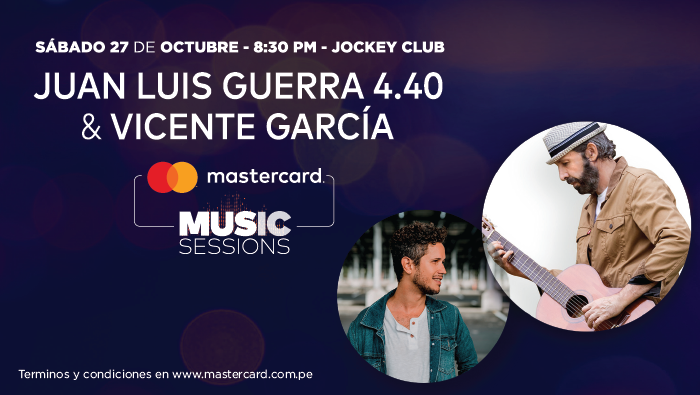 SÁBADO 27 DE OCTUBRE - 8:30 PM - JOCKEY CLUB
JUAN LUIS GUERRA 4.40
& VICENTE GARCÍA
mastercard.
MUSIC
SESSIONS
Terminos y condiciones en www.mastercard.com.pe